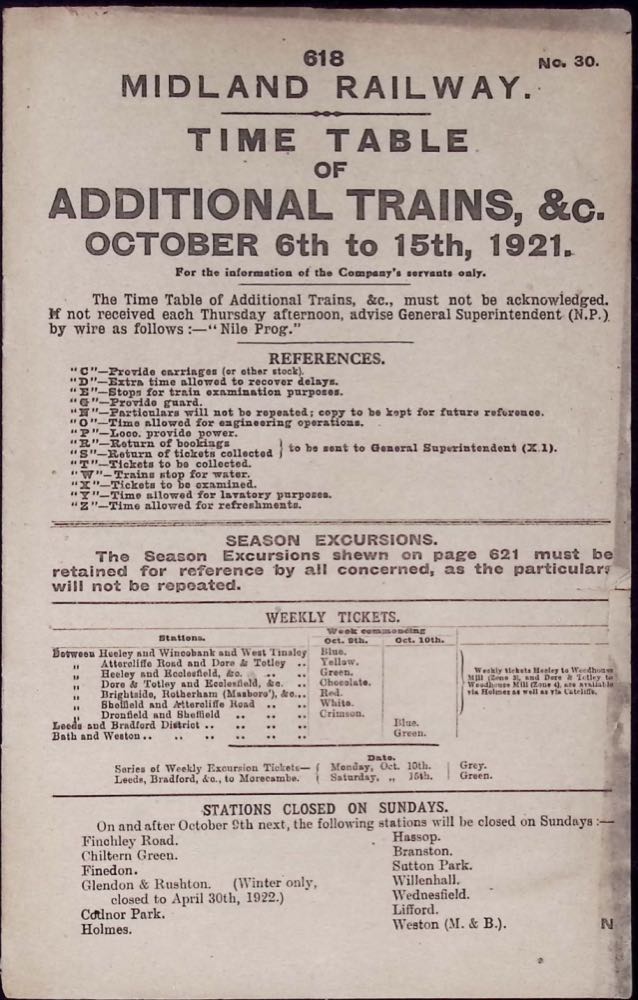 618
No. 30.
MIDLAND RAILWAY.
TIME TABLE
OF
ADDITIONAL TRAINS, &c.
OCTOBER 6th to 15th, 1921.
For the information of the Company's servants only.
The Time Table of Additional Trains, &c., must not be acknowledged.
If not received each Thursday afternoon, advise General Superintendent (N.P.)
by wire as follows :—"Nile Prog."
REFERENCES.
"C"—Provide carriages (or other stock).
"D"—Extra time allowed to recover delays.
"E"—Stops for train examination purposes.
"G"—Provide guard.
"N"—Particulars will not be repeated; copy to be kept for future reference.
"O"—Time allowed for engineering operations.
"P"—Loco. provide power.
"R"—Return of bookings
"S"—Return of tickets collected } to be sent to General Superintendent (X.1).
"T"—Tickets to be collected.
"W"—Trains stop for water.
"X"—Tickets to be examined.
"Y"—Time allowed for lavatory purposes.
"Z"—Time allowed for refreshments.
SEASON EXCURSIONS.
The Season Excursions shewn on page 621 must be
retained for reference by all concerned, as the particulars
will not be repeated.
WEEKLY TICKETS.
Stations. Week commencing
Oct. 9th. Oct. 10th.
Between Heeley and Wincobank and West Tinsley Blue.
„ Attercliffe Road and Dore & Totley .. Yellow.
„ Heeley and Ecclesfield, &c. .. .. Green.
„ Dore & Totley and Ecclesfield, &c. .. Chocolate.
„ Brightside, Rotherham (Masboro'), &c... Red.
„ Sheffield and Attercliffe Road .. .. White.
„ Dronfield and Sheffield .. .. .. Crimson.
Leeds and Bradford District .. .. .. .. Blue.
Bath and Weston .. .. .. .. .. Green.
Weekly tickets Heeley to Woodhouse
Mill (Zone 3), and Dore & Totley to
Woodhouse Mill (Zone 4), are available
via Holmes as well as via Catcliffe.
Date.
Series of Weekly Excursion Tickets— { Monday, Oct. 10th. Grey.
Leeds, Bradford, &c., to Morecambe. { Saturday, „ 15th. Green.
STATIONS CLOSED ON SUNDAYS.
On and after October 9th next, the following stations will be closed on Sundays :—
Finchley Road.
Chiltern Green.
Finedon.
Glendon & Rushton. (Winter only,
closed to April 30th, 1922.)
Codnor Park.
Holmes.
Hassop.
Branston.
Sutton Park.
Willenhall.
Wednesfield.
Lifford.
Weston (M. & B.).
N